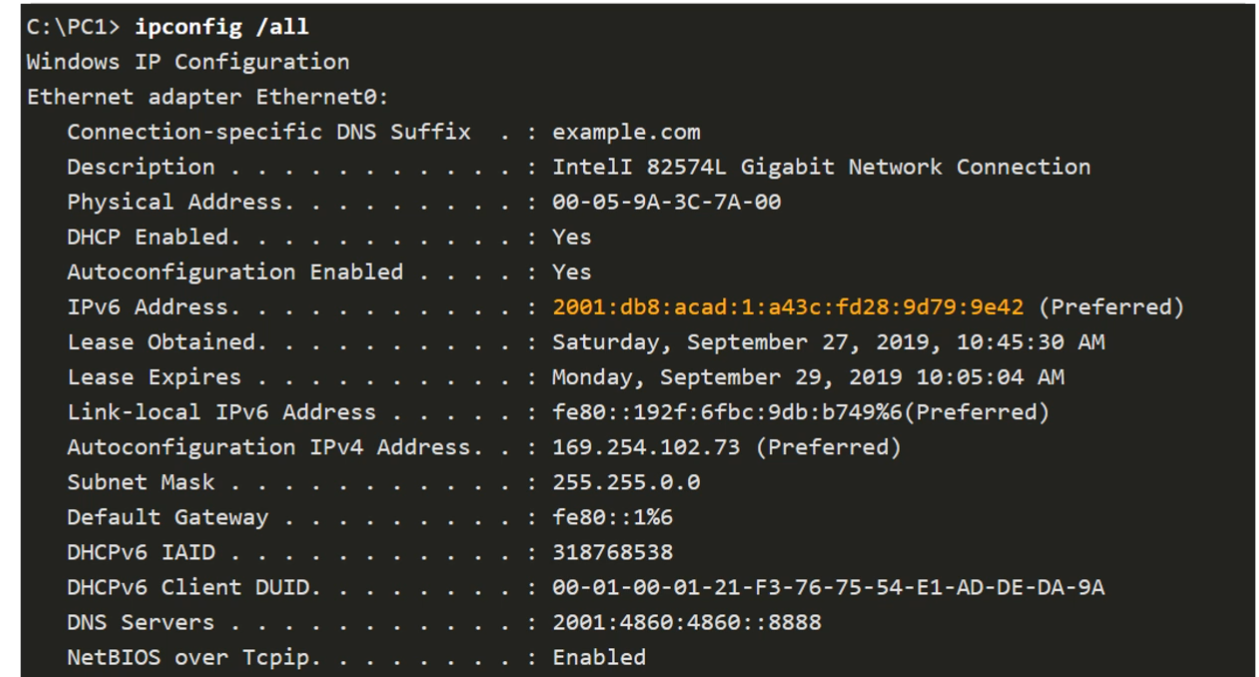 C:\PC1> ipconfig /all
Windows IP Configuration
Ethernet adapter Ethernet0:
Connection-specific DNS Suffix . : example.com
Description . . . . . . . . . . . : IntelI 82574L Gigabit Network Connection
Physical Address. . . . . . . . . : 00-05-9A-3C-7A-00
DHCP Enabled. . . . . . . . . . . : Yes
Autoconfiguration Enabled . . . . : Yes
IPv6 Address. . . . . . . . . . . : 2001:db8:acad:1:a43c:fd28:9d79:9e42 (Preferred)
Lease Obtained. . . . . . . . . . : Saturday, September 27, 2019, 10:45:30 AM
Lease Expires . . . . . . . . . . : Monday, September 29, 2019 10:05:04 AM
Link-local IPv6 Address . . . . . : fe80::192f:6fbc:9db:b749%6(Preferred)
Autoconfiguration IPv4 Address. . : 169.254.102.73 (Preferred)
Subnet Mask . . . . . . . . . . . : 255.255.0.0
Default Gateway . . . . . . . . . : fe80::1%6
DHCPv6 IAID . . . . . . . . . . . : 318768538
DHCPv6 Client DUID. . . . . . . . : 00-01-00-01-21-F3-76-75-54-E1-AD-DE-DA-9A
DNS Servers . . . . . . . . . . . : 2001:4860:4860::8888
NetBIOS over Tcpip. . . . . . . . : Enabled